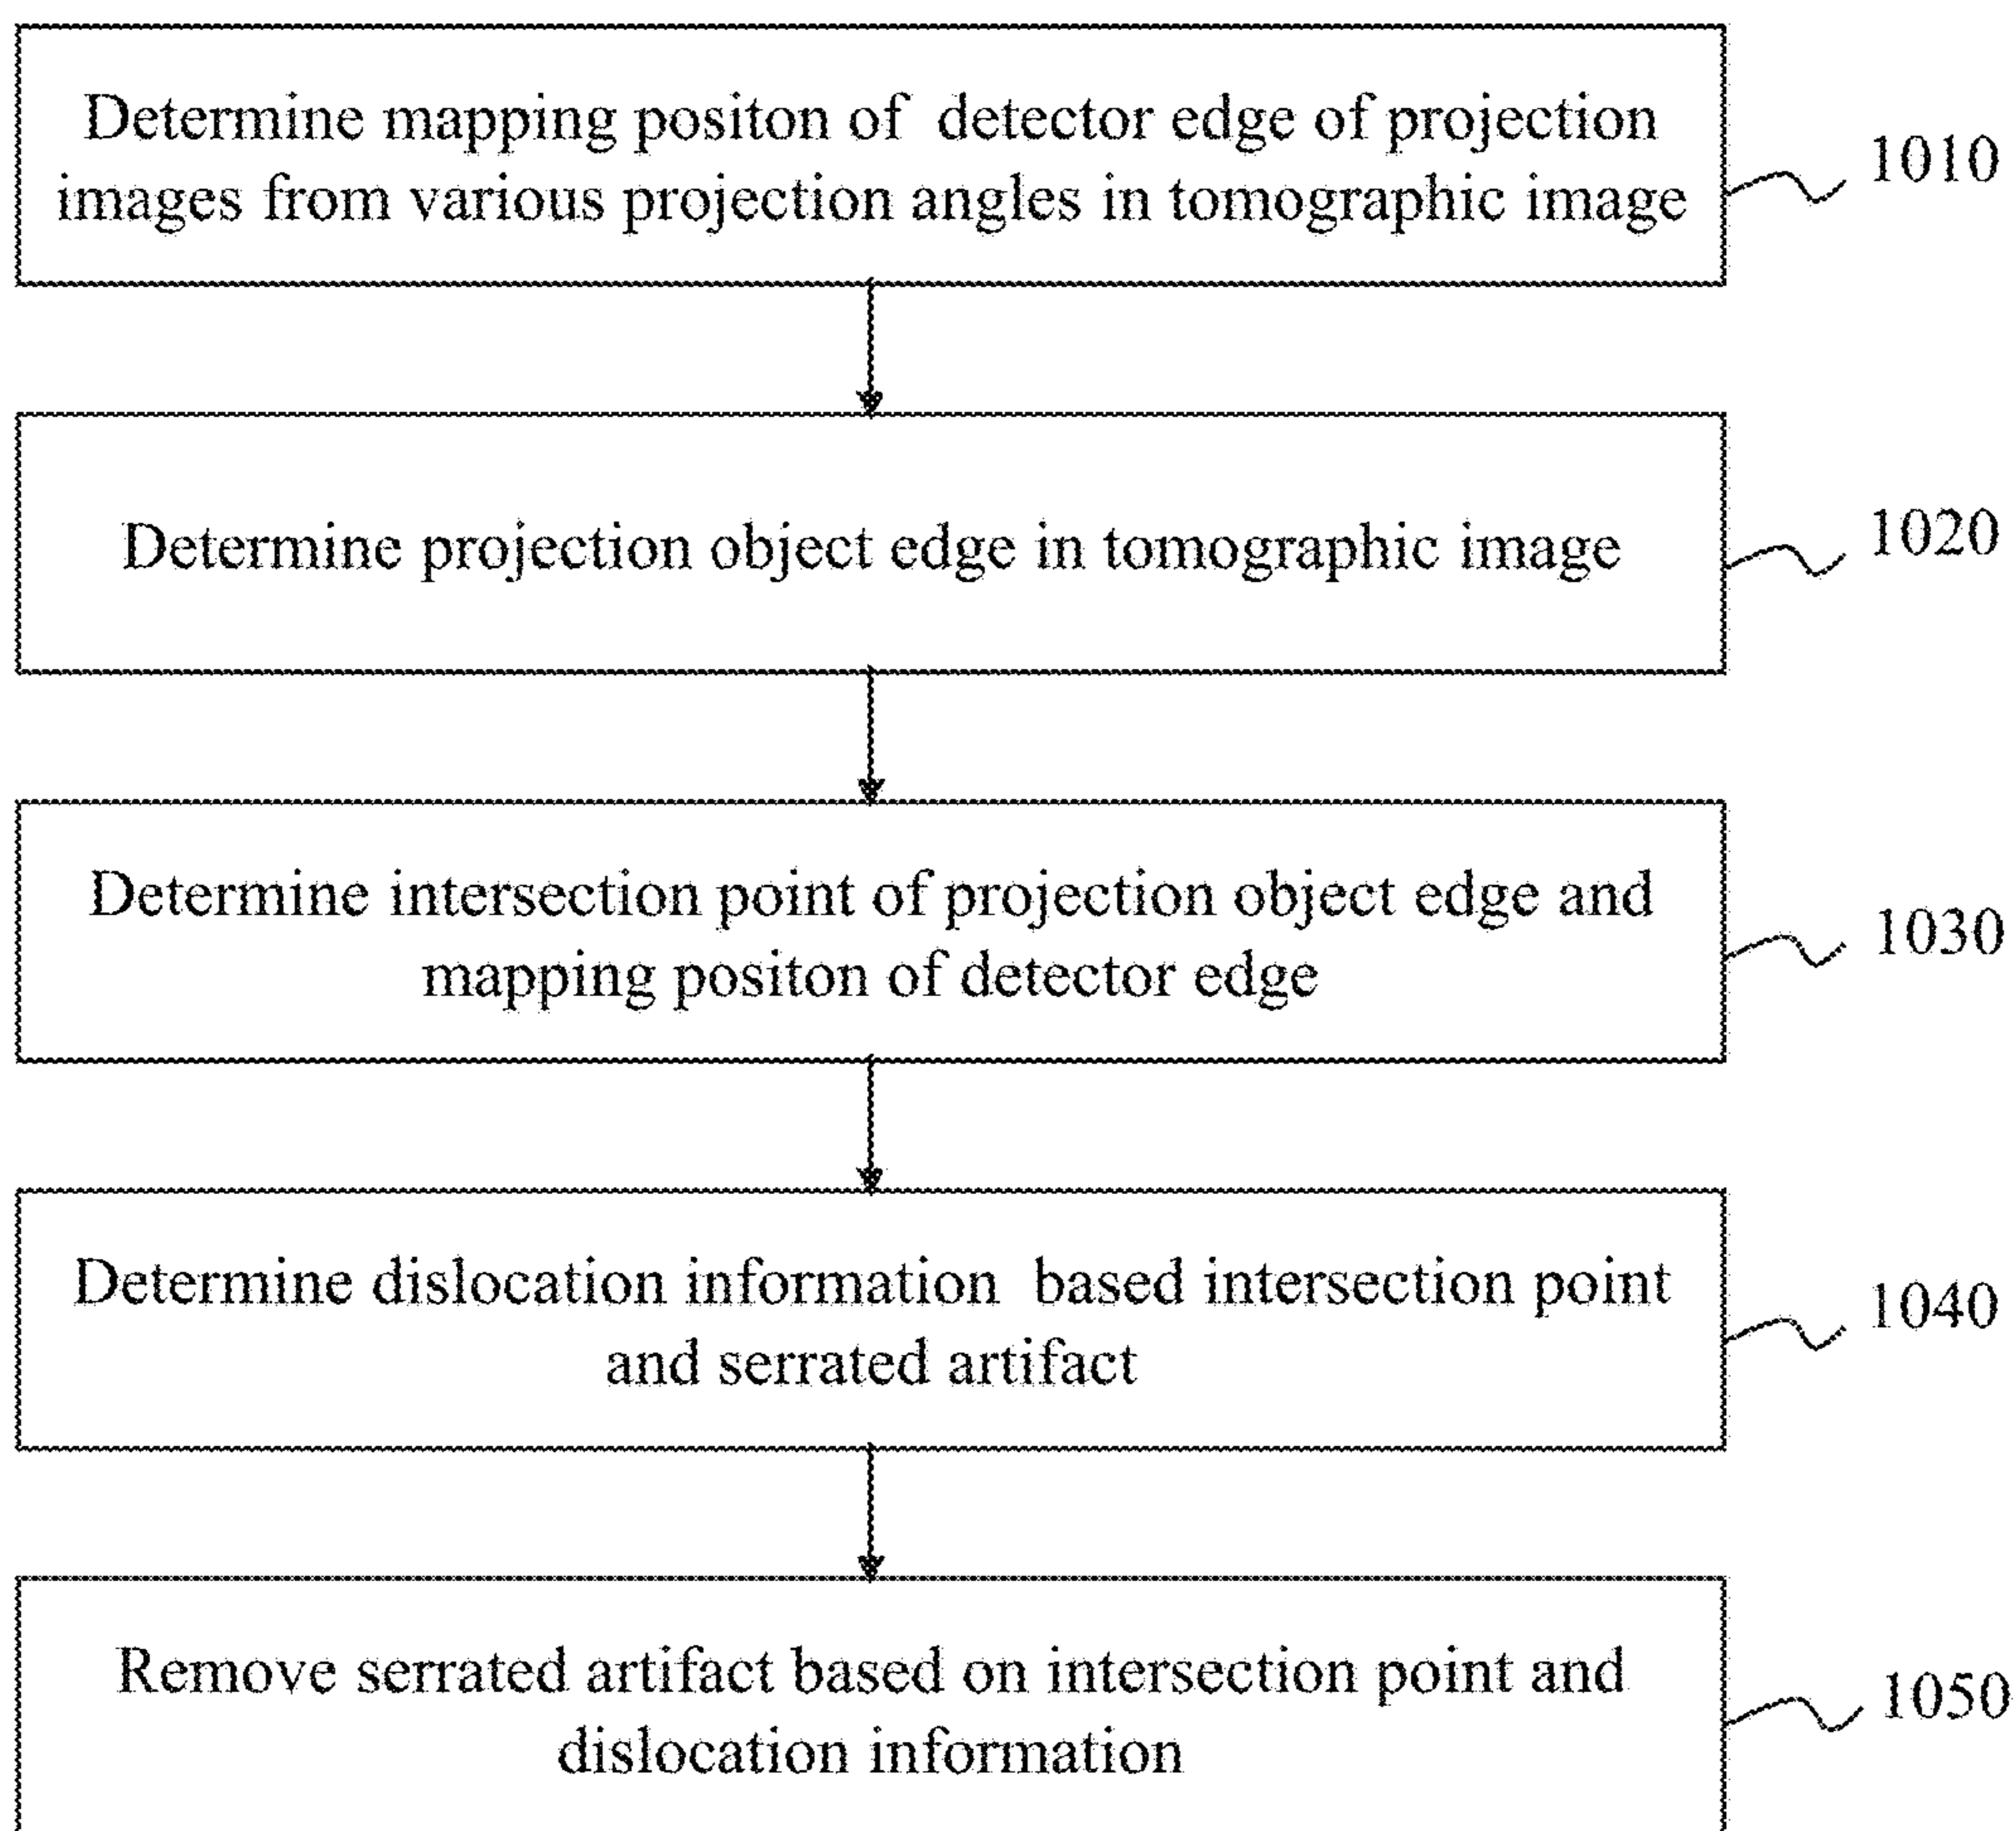 Determine mapping positon of detector edge of projection
images from various projection angles in tomographic image
1010
Determine projection object edge in tomographic image
1020
Determine intersection point of projection object edge and
mapping positon of detector edge
1030
Determine dislocation information based intersection point
and serrated artifact
1040
Remove serrated artifact based on intersection point and
dislocation information
1050